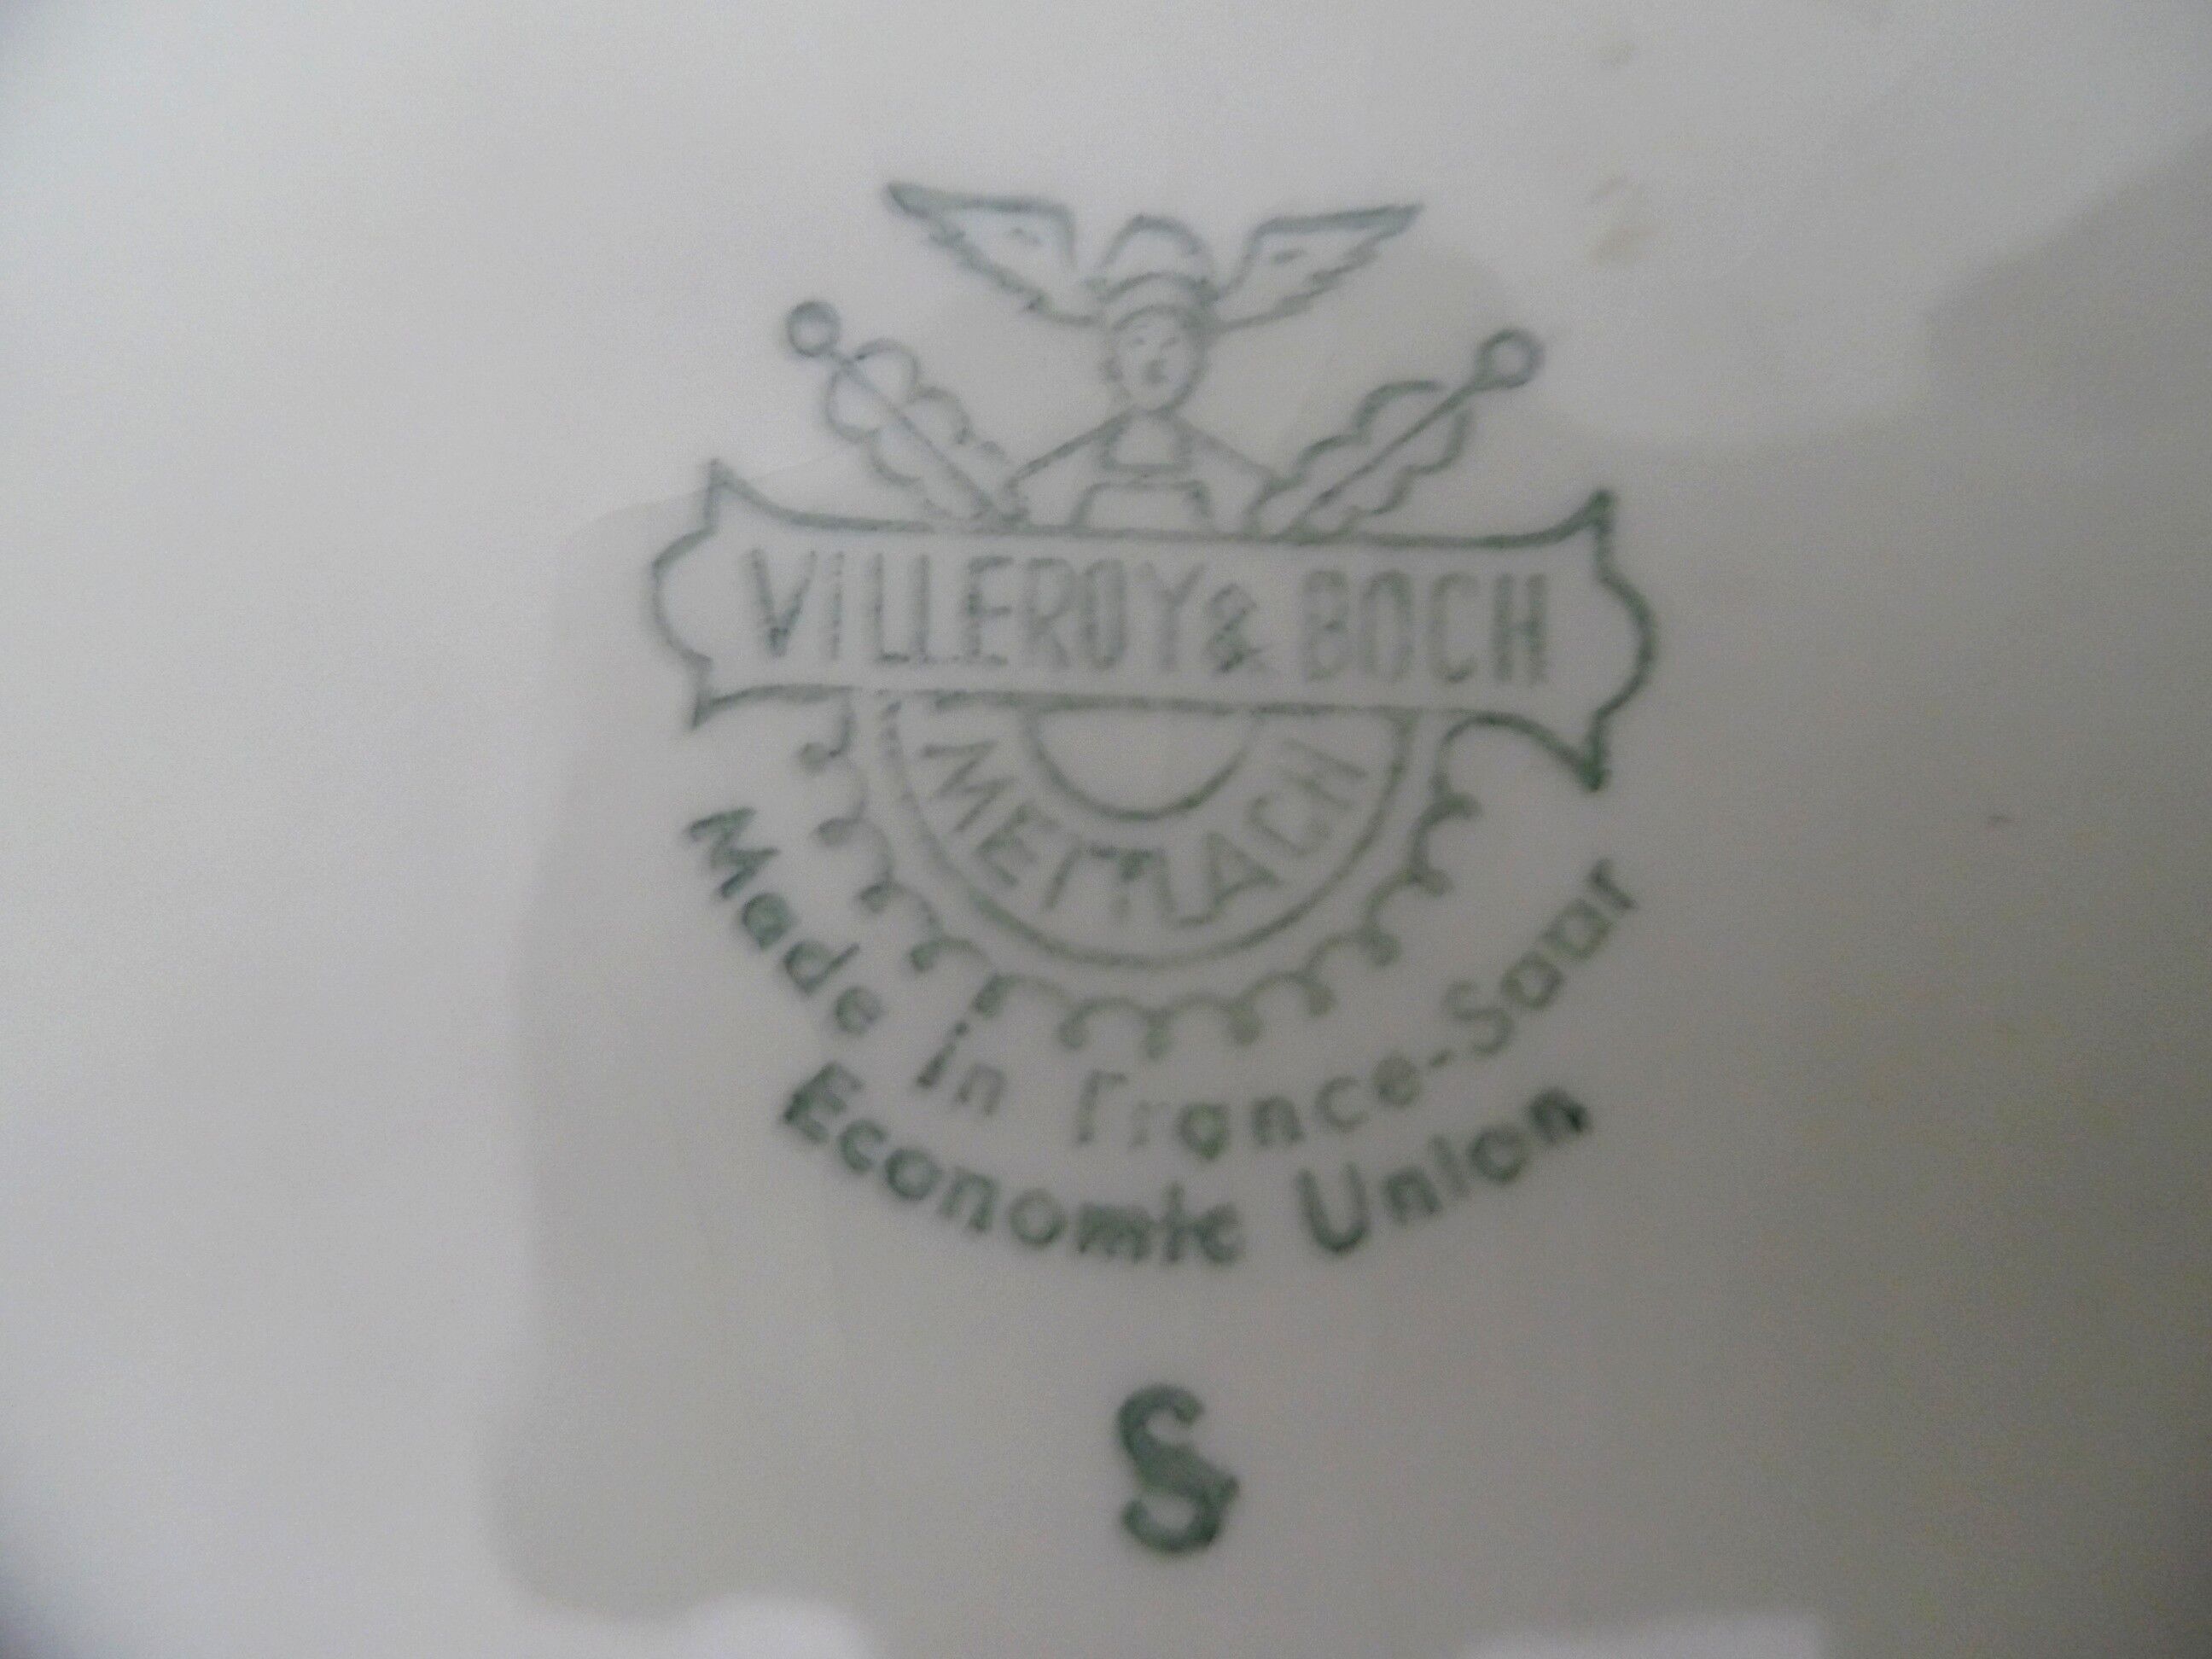 VILLEROY & BOCH
METTLACH
Made in France-Saar
Economic Union
S